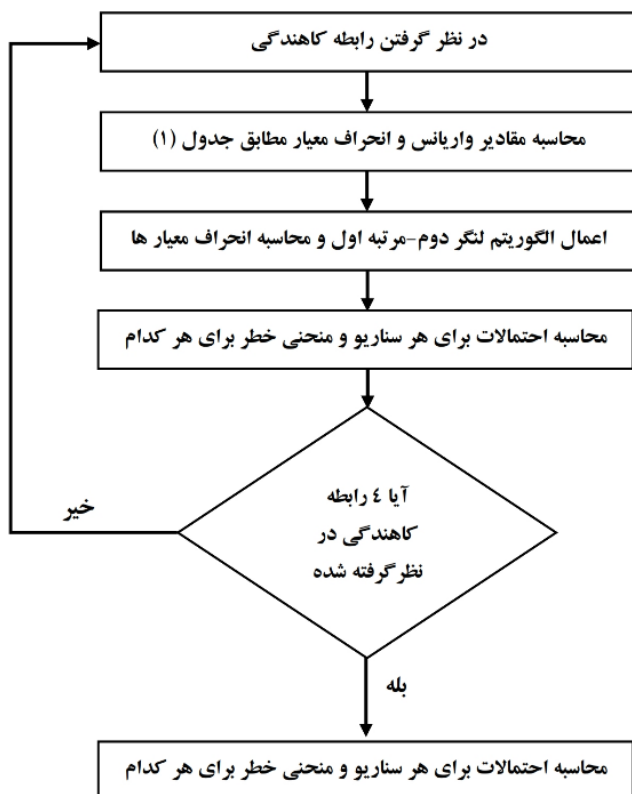 در نظر گرفتن رابطه کاهندگی
محاسبه مقادیر واریانس و انحراف معیار مطابق جدول (۱)
اعمال الگوریتم لنگر دوم-مرتبه اول و محاسبه انحراف معیار ها
محاسبه احتمالات برای هر سناریو و منحنی خطر برای هر کدام
آیا ٤ رابطه
کاهندگی در
نظرگرفته شده
خیر
بله
محاسبه احتمالات برای هر سناریو و منحنی خطر برای هر کدام